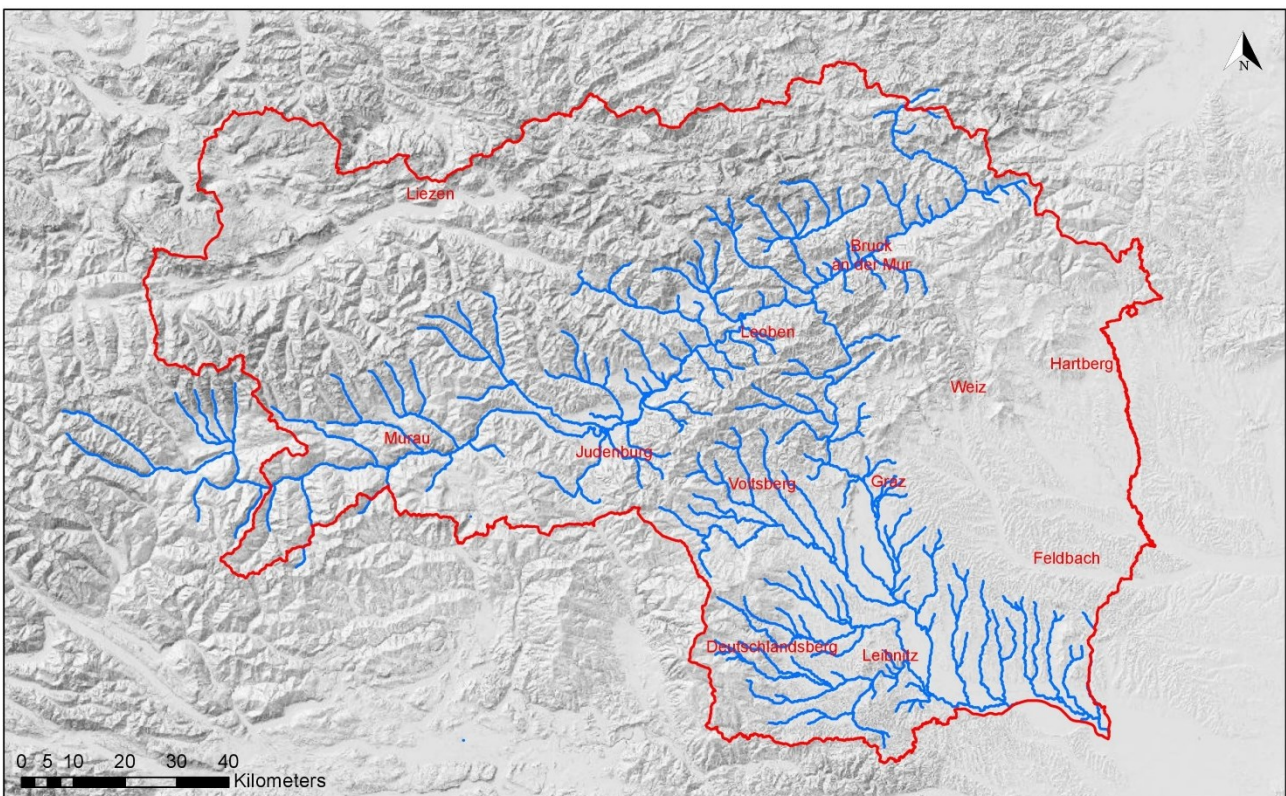 N
Liezen
Bruck
an der Mur
Leoben
Hartberg
Weiz
Murau
Judenburg
Voitsberg
Graz
Feldbach
Deutschlandsberg
Leibnitz
0 5 10 20 30 40
Kilometers